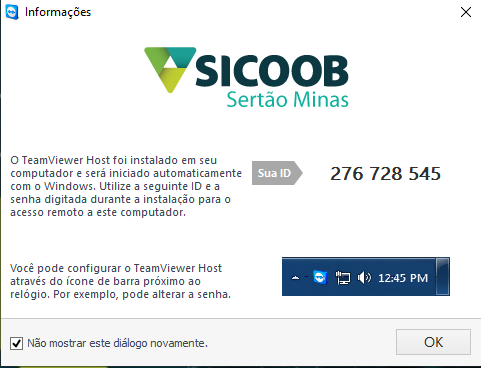 Informações
SICOOB
Sertão Minas
O TeamViewer Host foi instalado em seu
computador e será iniciado automaticamente
com o Windows. Utilize a seguinte ID e a
senha digitada durante a instalação para o
acesso remoto a este computador.
Sua ID
276 728 545
Você pode configurar o TeamViewer Host
através do ícone de barra próximo ao
relógio. Por exemplo, pode alterar a senha.
12:45 PM
Não mostrar este diálogo novamente.
OK